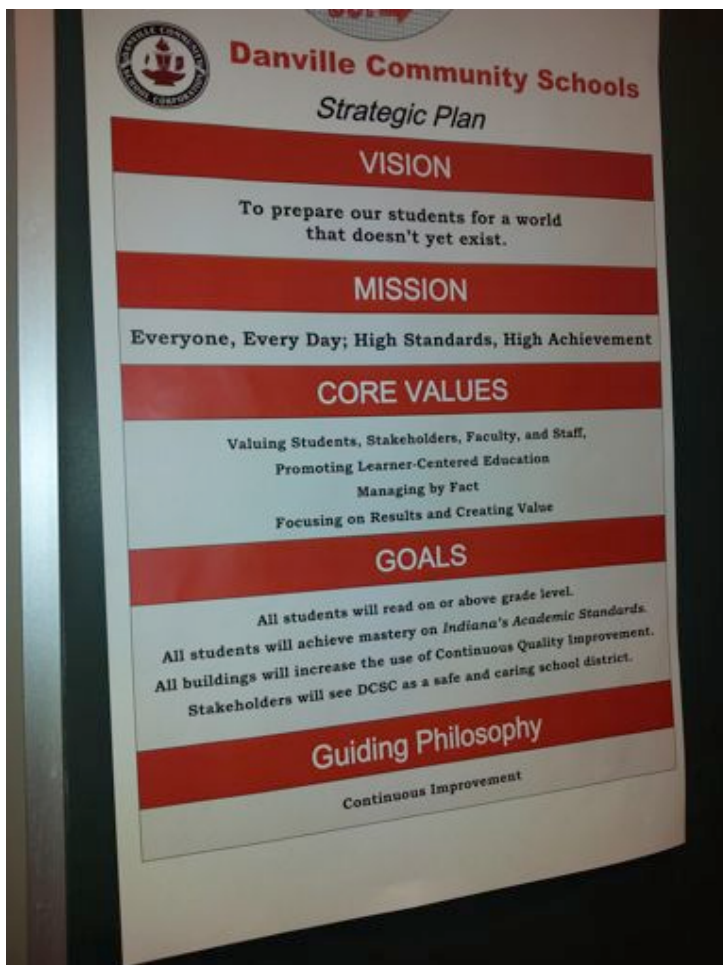 Danville Community Schools
Strategic Plan
VISION
To prepare our students for a world
that doesn't yet exist.
MISSION
Everyone, Every Day; High Standards, High Achievement
CORE VALUES
Valuing Students, Stakeholders, Faculty, and Staff,
Promoting Learner-Centered Education
Managing by Fact
Focusing on Results and Creating Value
GOALS
All students will read on or above grade level.
All students will achieve mastery on Indiana's Academic Standards.
All buildings will increase the use of Continuous Quality Improvement.
Stakeholders will see DCSC as a safe and caring school district.
Guiding Philosophy
Continuous Improvement